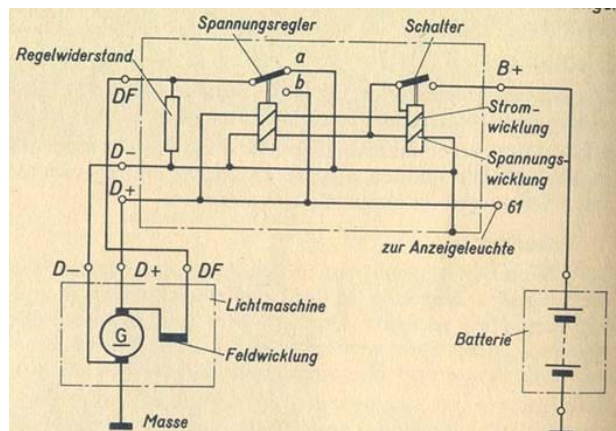 Spannungsregler
Schalter
Regelwiderstand
a
b
B+
DF
Strom-
wicklung
Spannungs-
wicklung
D-
D+
61
zur Anzeigeleuchte
D- D+ DF
Lichtmaschine
G
Feldwicklung
Batterie
Masse